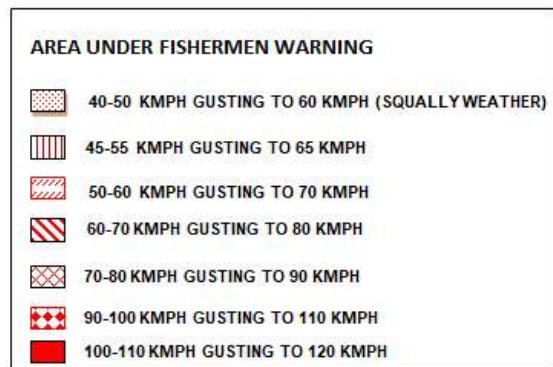 AREA UNDER FISHERMEN WARNING
40-50 KMPH GUSTING TO 60 KMPH (SQUALLY WEATHER)
45-55 KMPH GUSTING TO 65 KMPH
50-60 KMPH GUSTING TO 70 KMPH
60-70 KMPH GUSTING TO 80 KMPH
70-80 KMPH GUSTING TO 90 KMPH
90-100 KMPH GUSTING TO 110 KMPH
100-110 KMPH GUSTING TO 120 KMPH